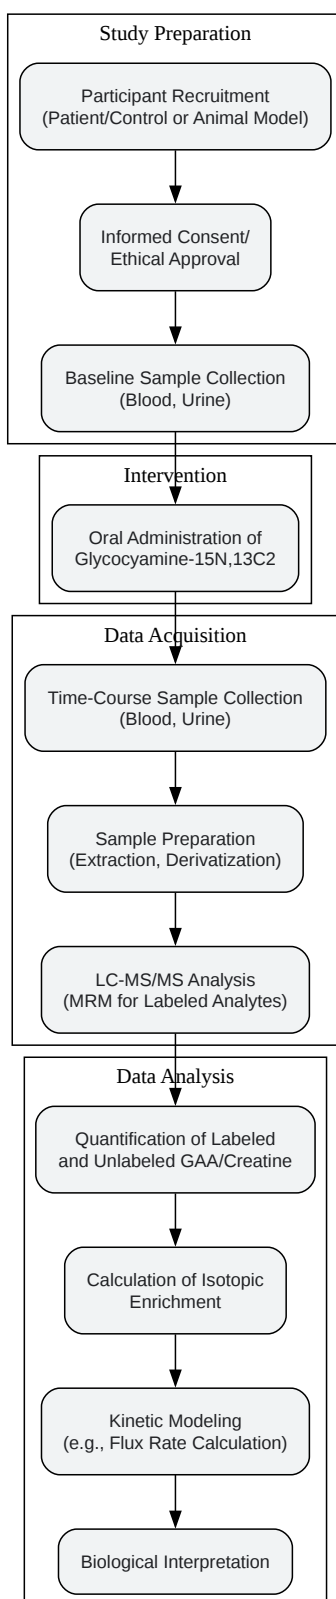 Study Preparation
Participant Recruitment
(Patient/Control or Animal Model)
Informed Consent/
Ethical Approval
Baseline Sample Collection
(Blood, Urine)
Intervention
Oral Administration of
Glycocyamine-15N,13C2
Data Acquisition
Time-Course Sample Collection
(Blood, Urine)
Sample Preparation
(Extraction, Derivatization)
LC-MS/MS Analysis
(MRM for Labeled Analytes)
Data Analysis
Quantification of Labeled
and Unlabeled GAA/Creatine
Calculation of Isotopic
Enrichment
Kinetic Modeling
(e.g., Flux Rate Calculation)
Biological Interpretation